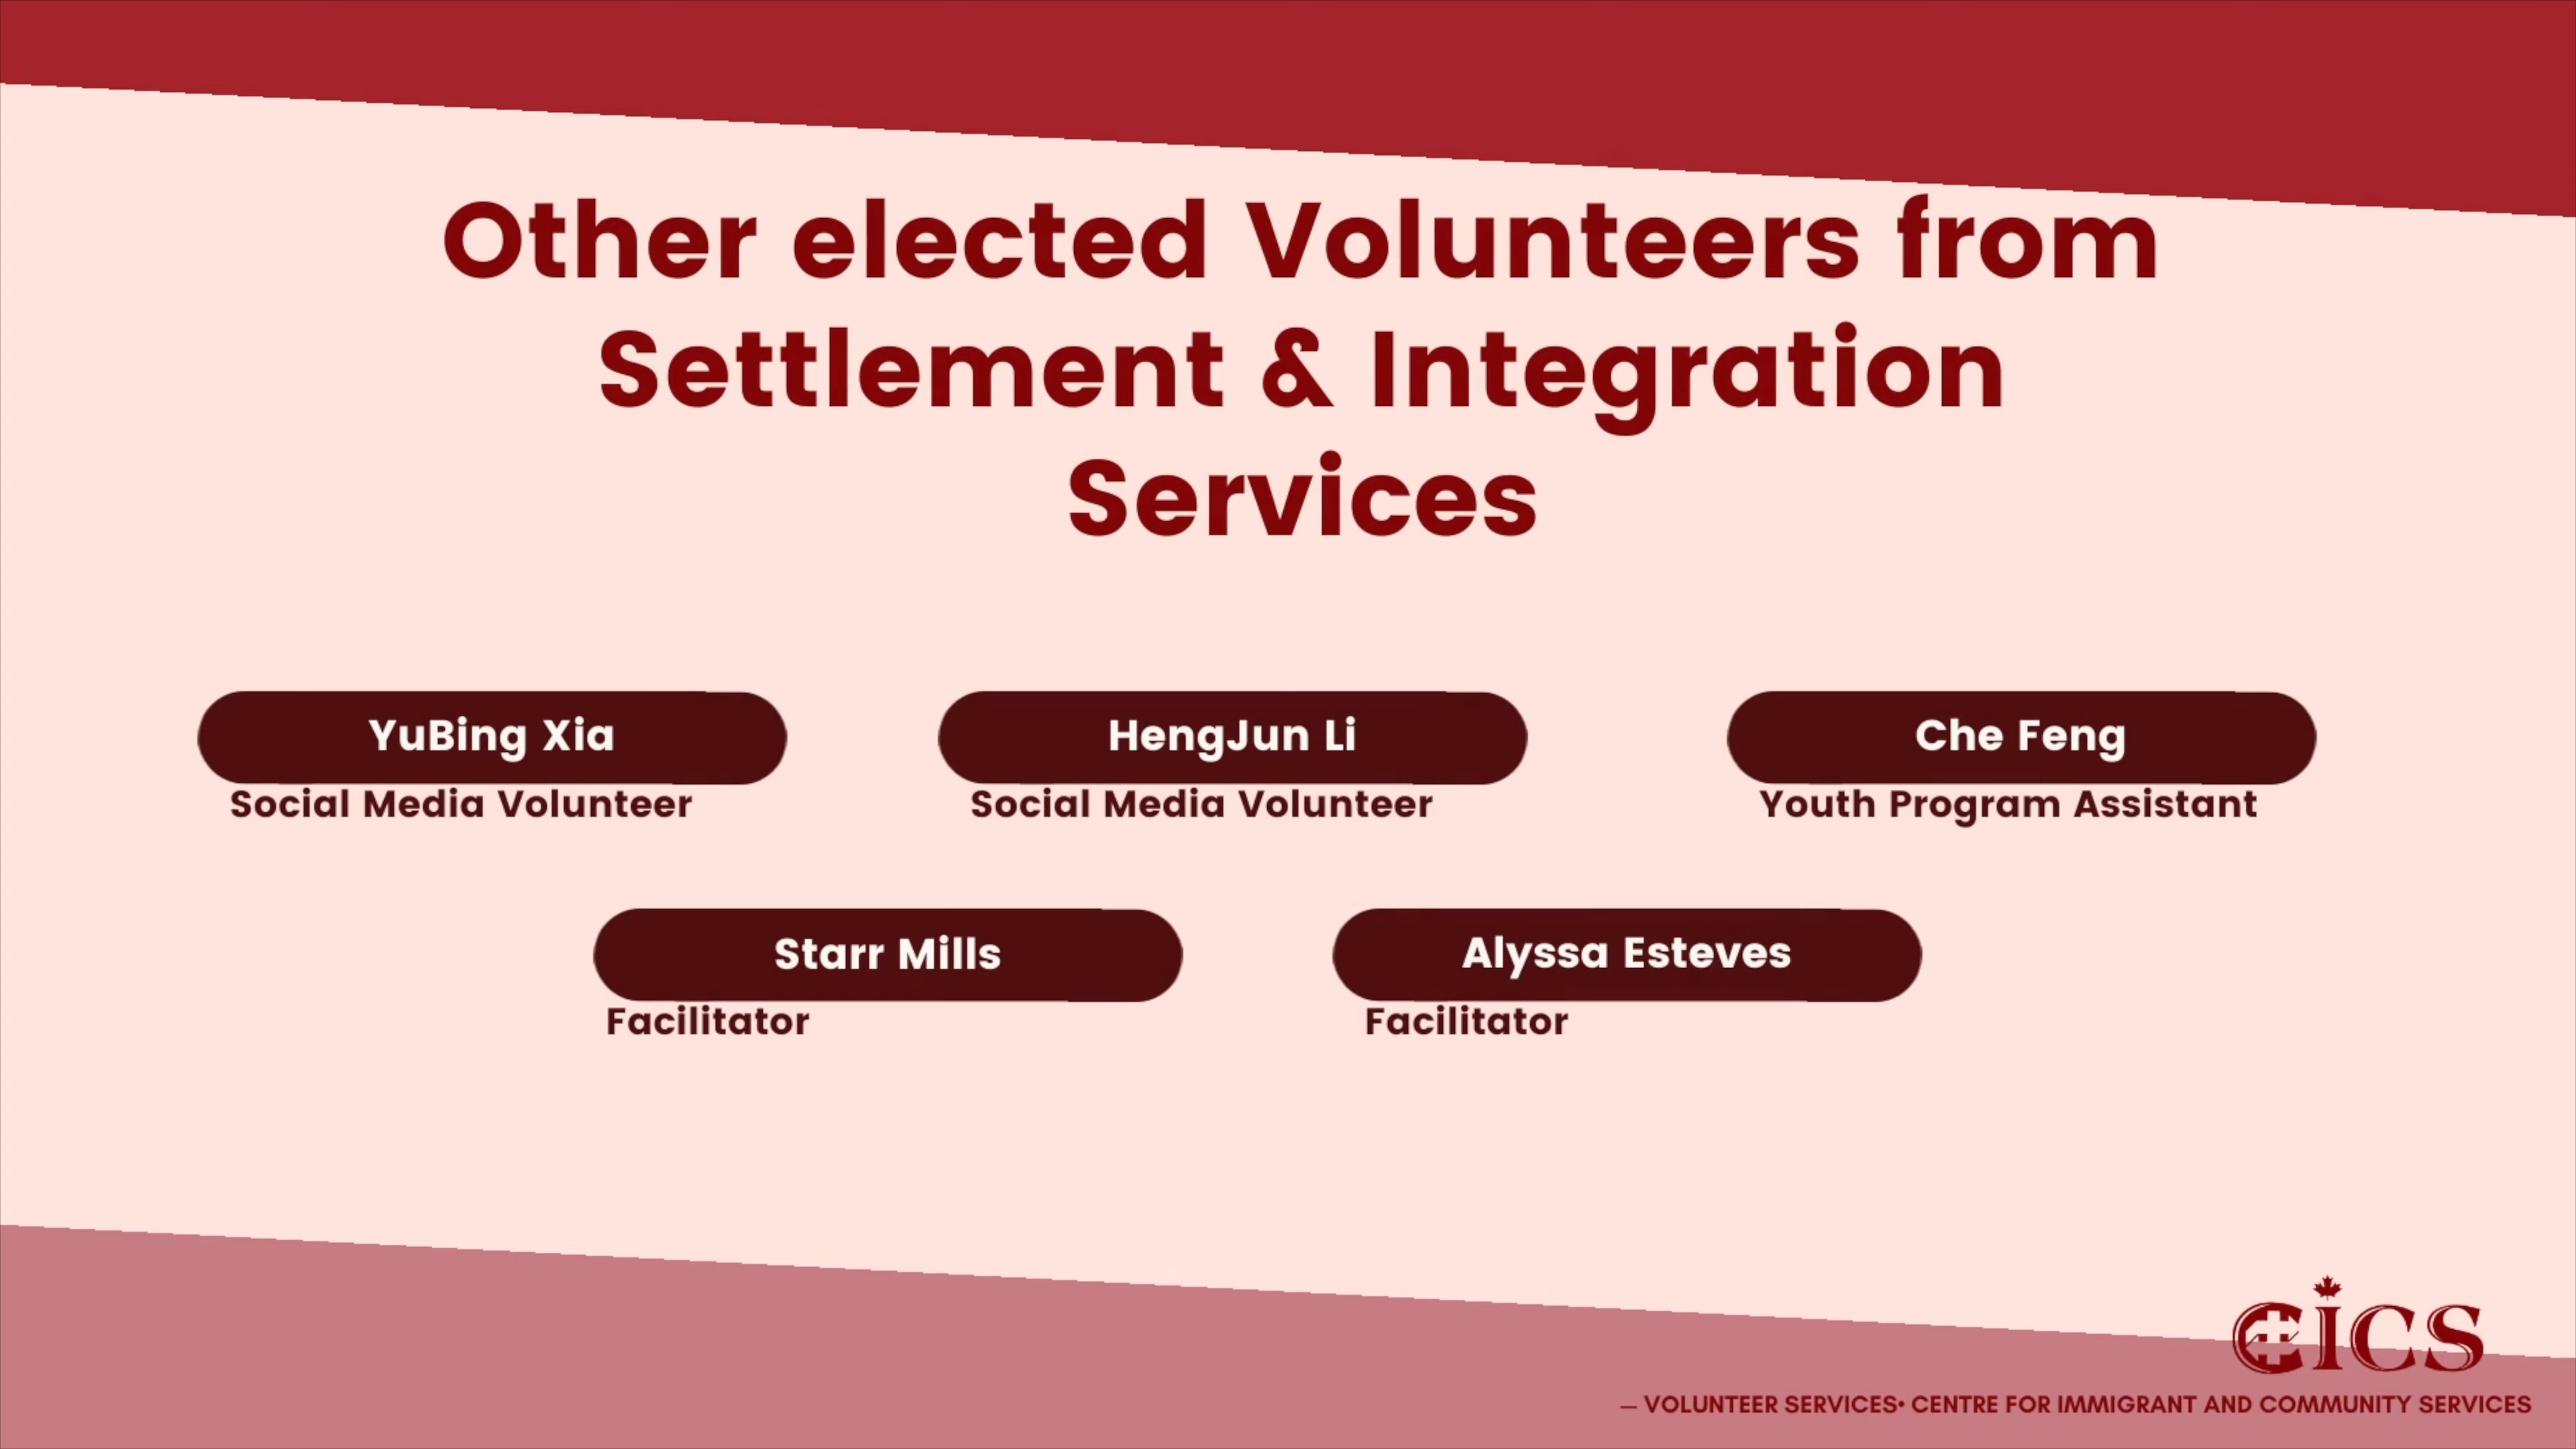 Other elected Volunteers from
Settlement & Integration
Services
YuBing Xia
Social Media Volunteer
HengJun Li
Social Media Volunteer
Che Feng
Youth Program Assistant
Starr Mills
Facilitator
Alyssa Esteves
Facilitator
CICS
— VOLUNTEER SERVICES• CENTRE FOR IMMIGRANT AND COMMUNITY SERVICES